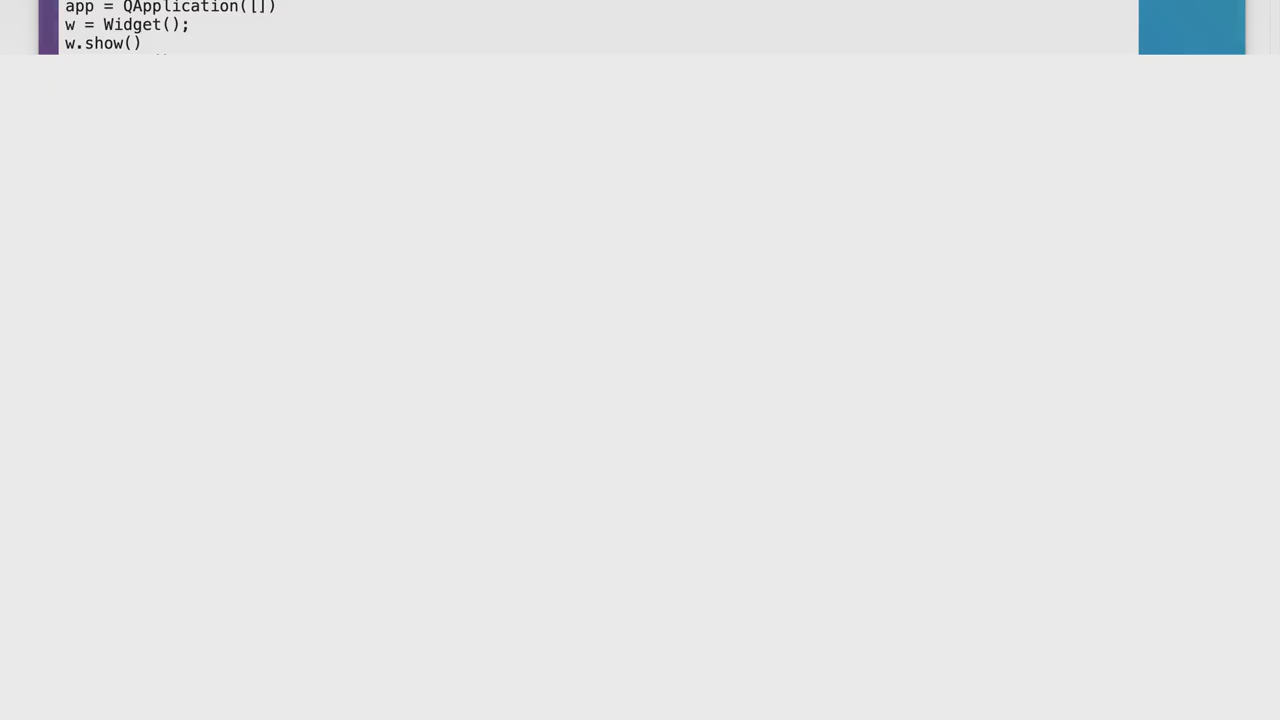 app = QApplication([])
w = Widget();
w.show()